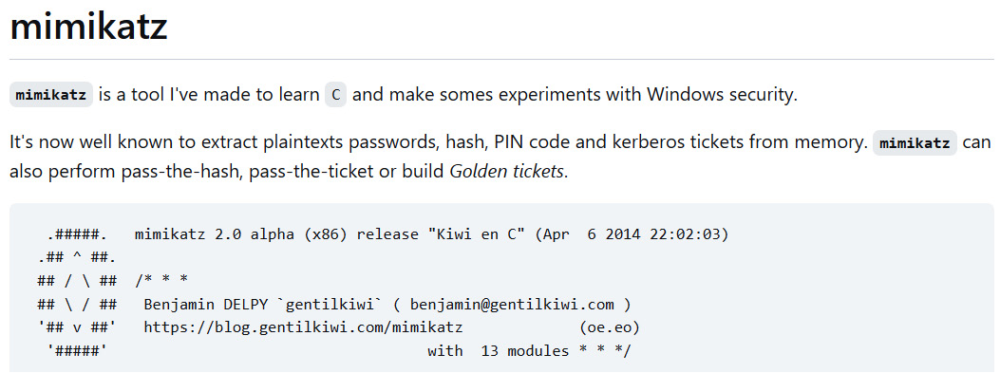 mimikatz
mimikatz is a tool I've made to learn C and make somes experiments with Windows security.
It's now well known to extract plaintexts passwords, hash, PIN code and kerberos tickets from memory. mimikatz can
also perform pass-the-hash, pass-the-ticket or build Golden tickets.
  .#####.   mimikatz 2.0 alpha (x86) release "Kiwi en C" (Apr  6 2014 22:02:03)
 .## ^ ##.
 ## / \ ##  /* * *
 ## \ / ##   Benjamin DELPY `gentilkiwi` ( benjamin@gentilkiwi.com )
 '## v ##'   https://blog.gentilkiwi.com/mimikatz             (oe.eo)
  '#####'                                    with  13 modules * * */